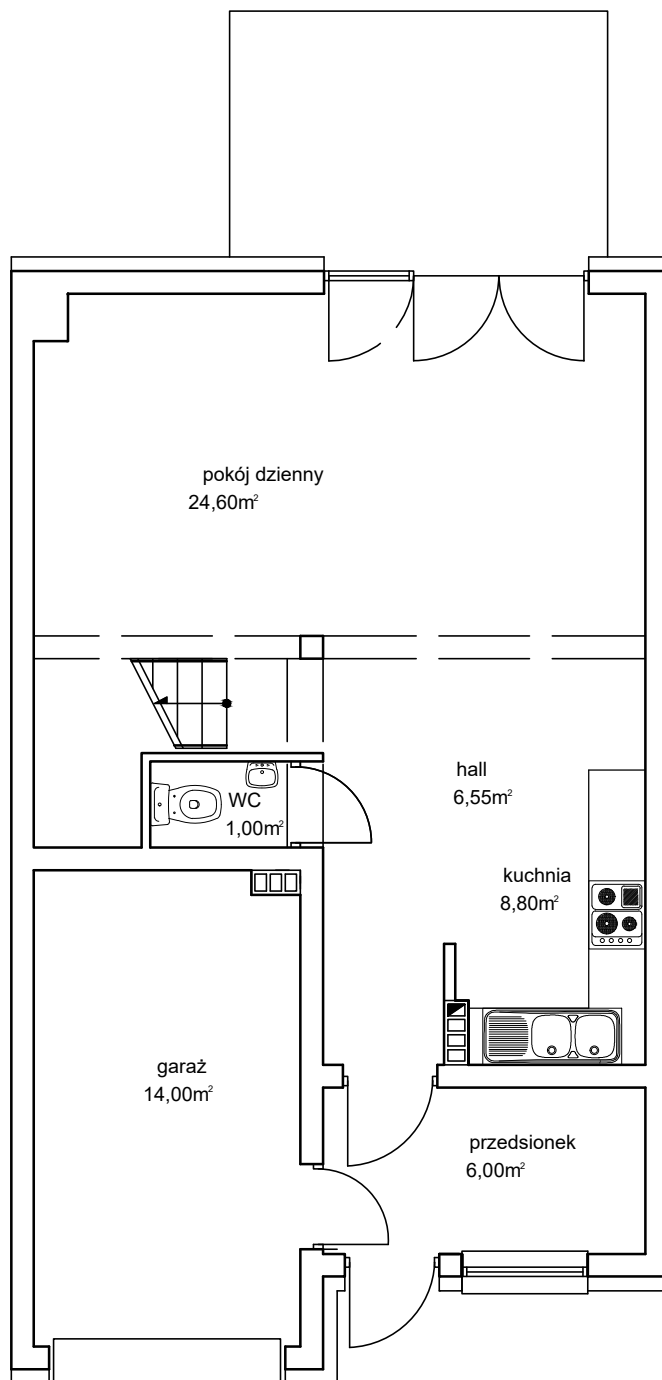 pokój dzienny
24,60m²
hall
6,55m²
WC
1,00m²
kuchnia
8,80m²
garaż
14,00m²
przedsionek
6,00m²